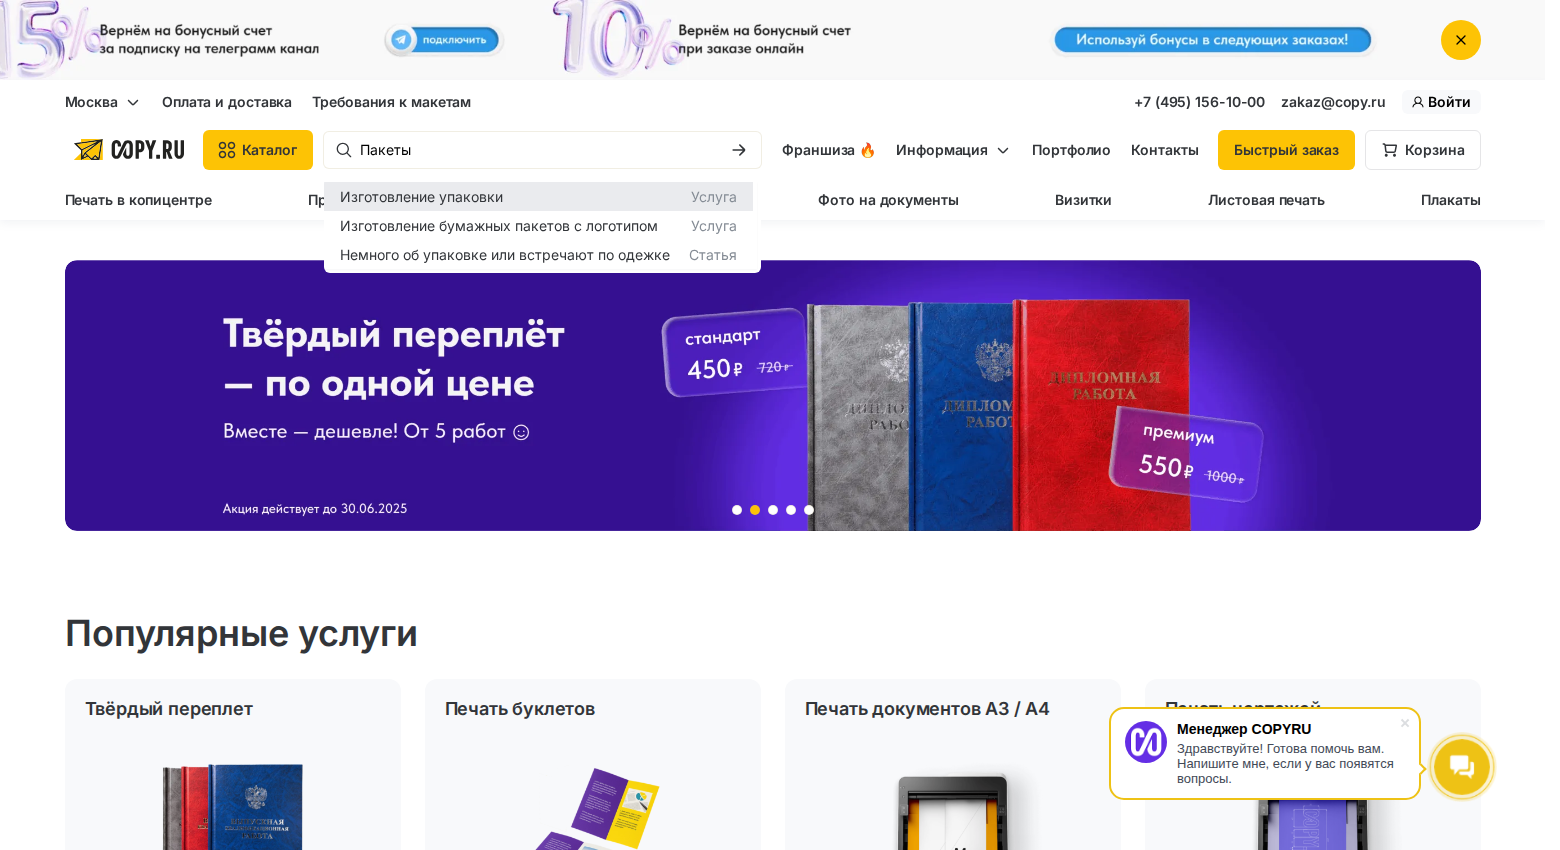 15%
Вернём на бонусный счет
за подписку на телеграмм канал
подключить
10%
Вернём на бонусный счет
при заказе онлайн
Используй бонусы в следующих заказах!
Москва
Оплата и доставка
Требования к макетам
+7 (495) 156-10-00
zakaz@copy.ru
Войти
COPY.RU
Каталог
Пакеты
Франшиза 🔥
Информация
Портфолио
Контакты
Быстрый заказ
Корзина
Печать в копицентре
Фото на документы
Визитки
Листовая печать
Плакаты
Изготовление упаковки
Услуга
Изготовление бумажных пакетов с логотипом
Услуга
Немного об упаковке или встречают по одежке
Статья
Твёрдый переплёт
— по одной цене
Вместе — дешевле! От 5 работ
Акция действует до 30.06.2025
стандарт
450 ₽ 720 ₽
ДИПЛОМНАЯ
РАБОТА
премиум
550 ₽ 1000 ₽
Популярные услуги
Твёрдый переплет
Печать буклетов
Печать документов А3 / А4
Печать чертежей
Менеджер COPYRU
Здравствуйте! Готова помочь вам.
Напишите мне, если у вас появятся
вопросы.